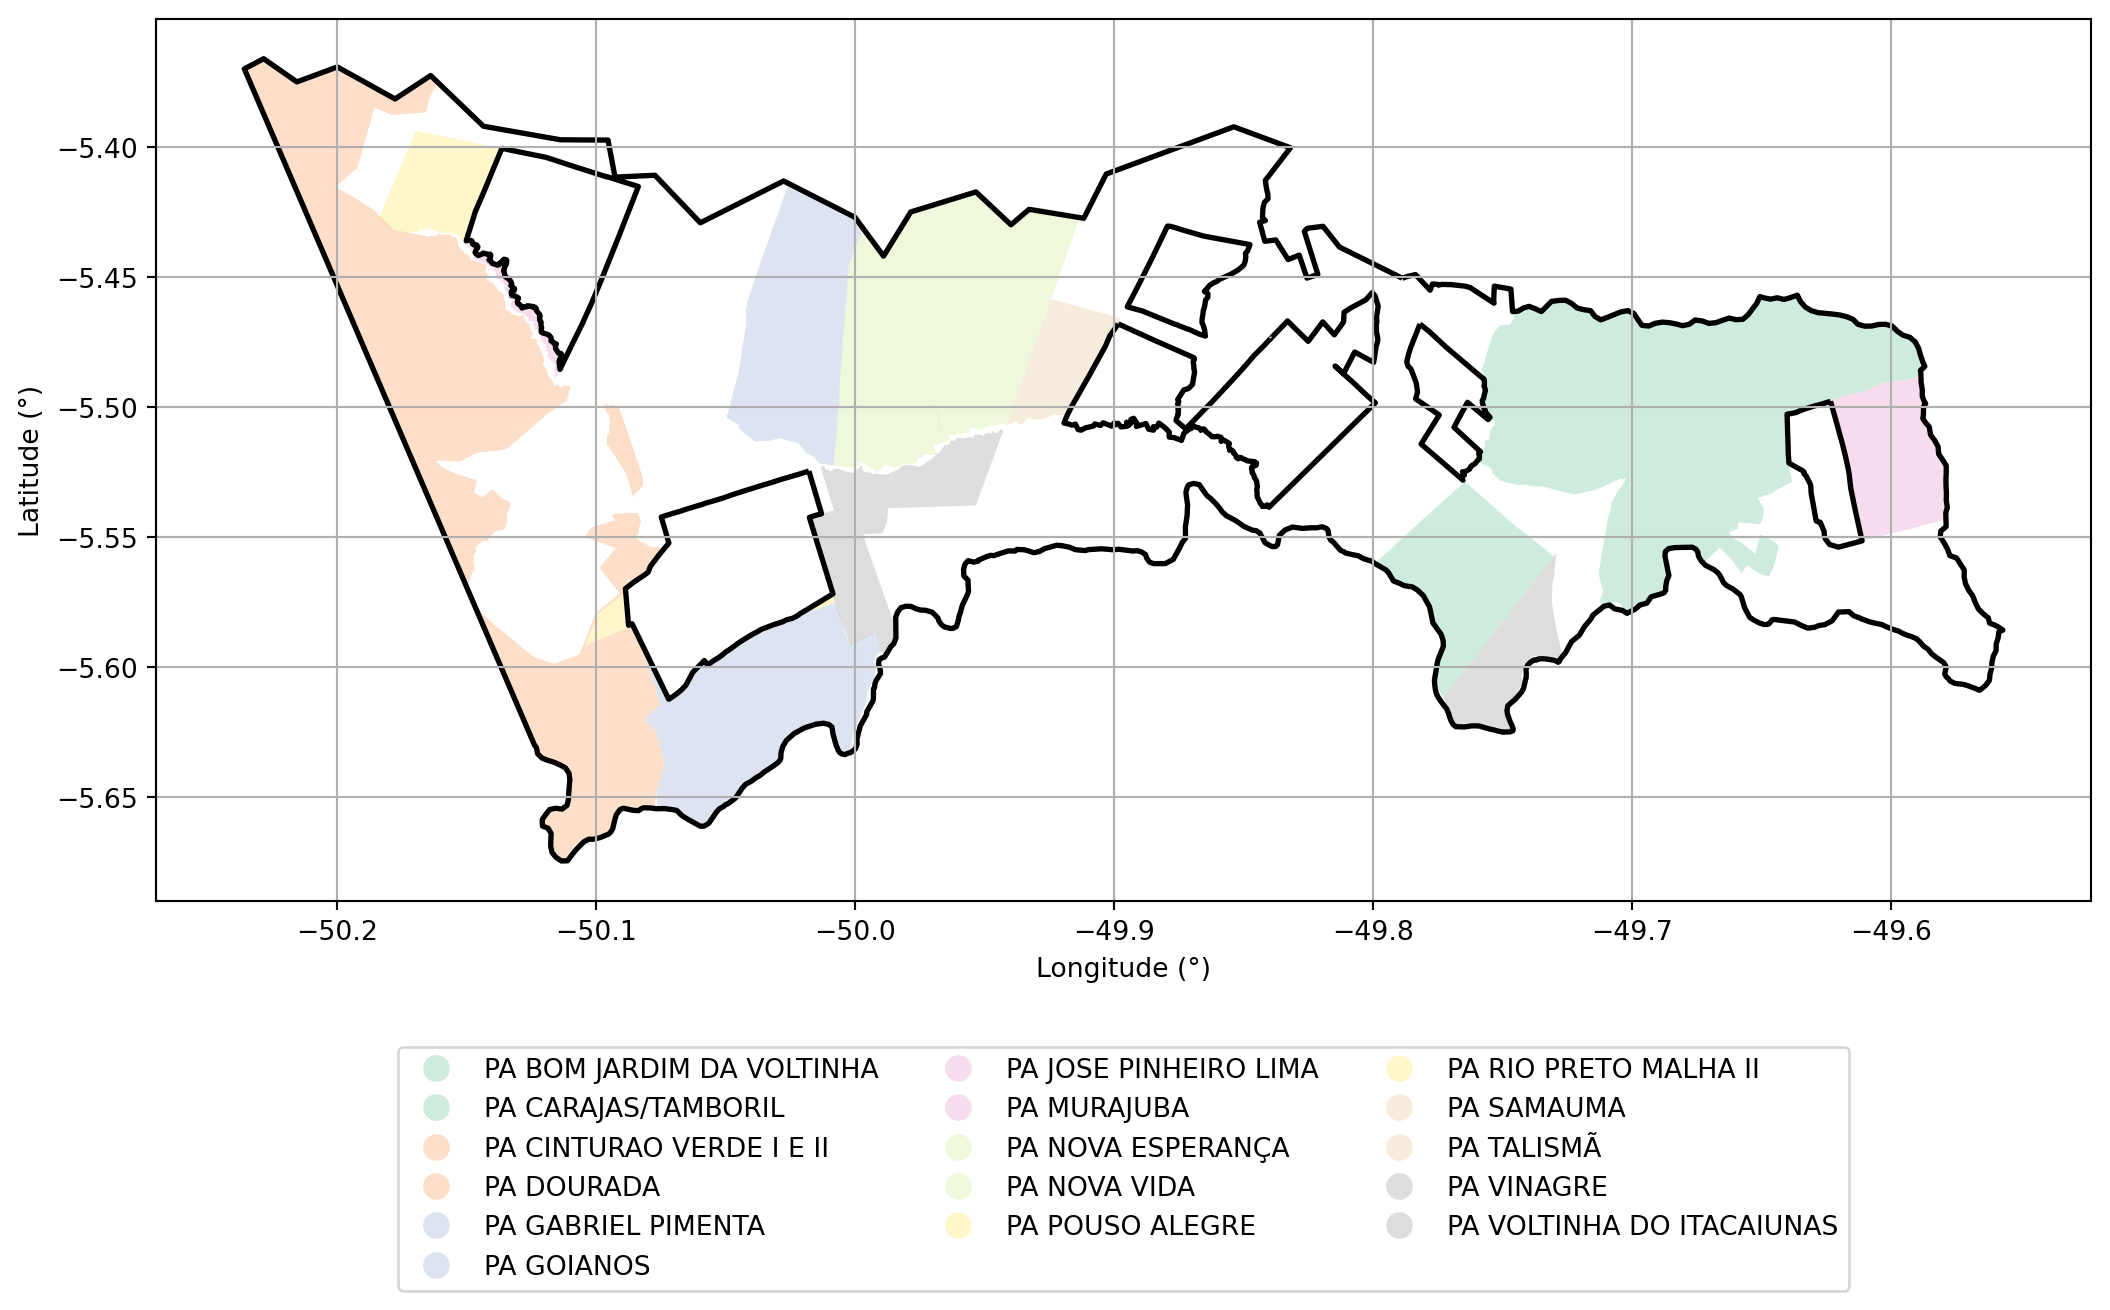 −5.40
−5.45
−5.50
−5.55
−5.60
−5.65
Latitude (°)
−50.2
−50.1
−50.0
−49.9
−49.8
−49.7
−49.6
Longitude (°)
PA BOM JARDIM DA VOLTINHA
PA CARAJAS/TAMBORIL
PA CINTURAO VERDE I E II
PA DOURADA
PA GABRIEL PIMENTA
PA GOIANOS
PA JOSE PINHEIRO LIMA
PA MURAJUBA
PA NOVA ESPERANÇA
PA NOVA VIDA
PA POUSO ALEGRE
PA RIO PRETO MALHA II
PA SAMAUMA
PA TALISMÃ
PA VINAGRE
PA VOLTINHA DO ITACAIUNAS